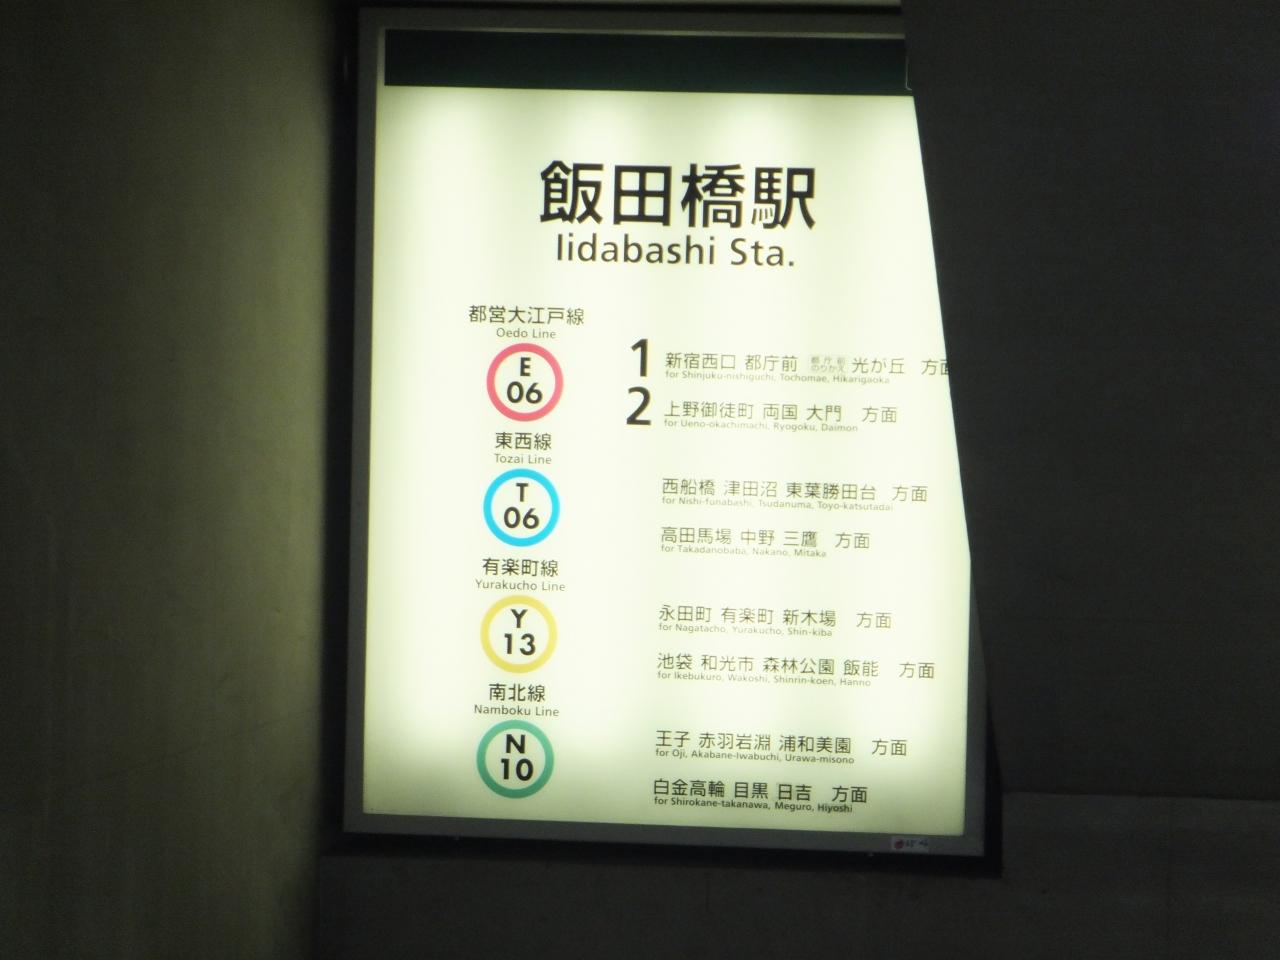 飯田橋駅
Iidabashi Sta.
都営大江戸線
Oedo Line
E
06
1 新宿西口 都庁前 都庁前のりかえ 光が丘 方面
for Shinjuku-nishiguchi, Tochomae, Hikarigaoka
2 上野御徒町 両国 大門 方面
for Ueno-okachimachi, Ryogoku, Daimon
東西線
Tozai Line
T
06
西船橋 津田沼 東葉勝田台 方面
for Nishi-funabashi, Tsudanuma, Toyo-katsutadai
高田馬場 中野 三鷹 方面
for Takadanobaba, Nakano, Mitaka
有楽町線
Yurakucho Line
Y
13
永田町 有楽町 新木場 方面
for Nagatacho, Yurakucho, Shin-kiba
池袋 和光市 森林公園 飯能 方面
for Ikebukuro, Wakoshi, Shinrin-koen, Hanno
南北線
Namboku Line
N
10
王子 赤羽岩淵 浦和美園 方面
for Oji, Akabane-Iwabuchi, Urawa-misono
白金高輪 目黒 日吉 方面
for Shirokane-takanawa, Meguro, Hiyoshi